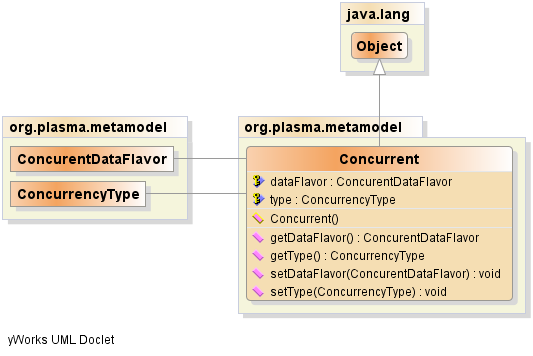 java.lang
Object
org.plasma.metamodel
ConcurentDataFlavor
ConcurrencyType
org.plasma.metamodel
Concurrent
dataFlavor : ConcurentDataFlavor
type : ConcurrencyType
Concurrent()
getDataFlavor() : ConcurentDataFlavor
getType() : ConcurrencyType
setDataFlavor(ConcurentDataFlavor) : void
setType(ConcurrencyType) : void
yWorks UML Doclet